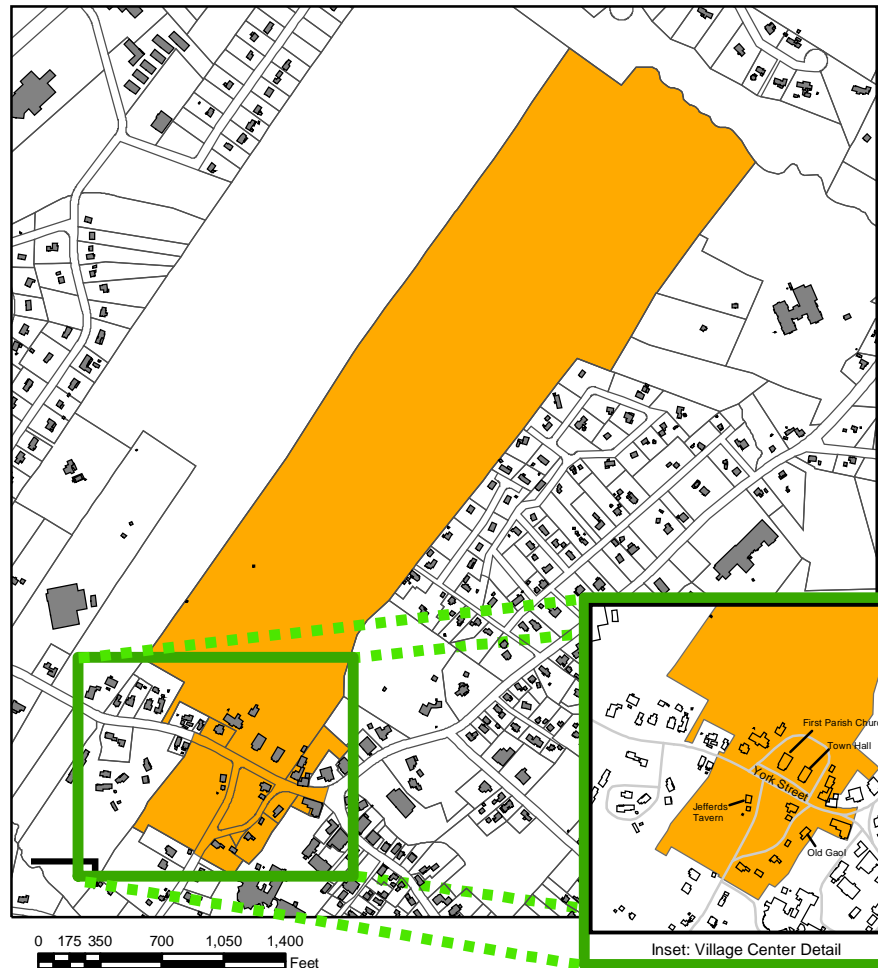 First Parish Churc
Town Hall
York Street
Jefferds
Tavern
Old Gaol
Inset: Village Center Detail
0 175 350 700 1,050 1,400
Feet